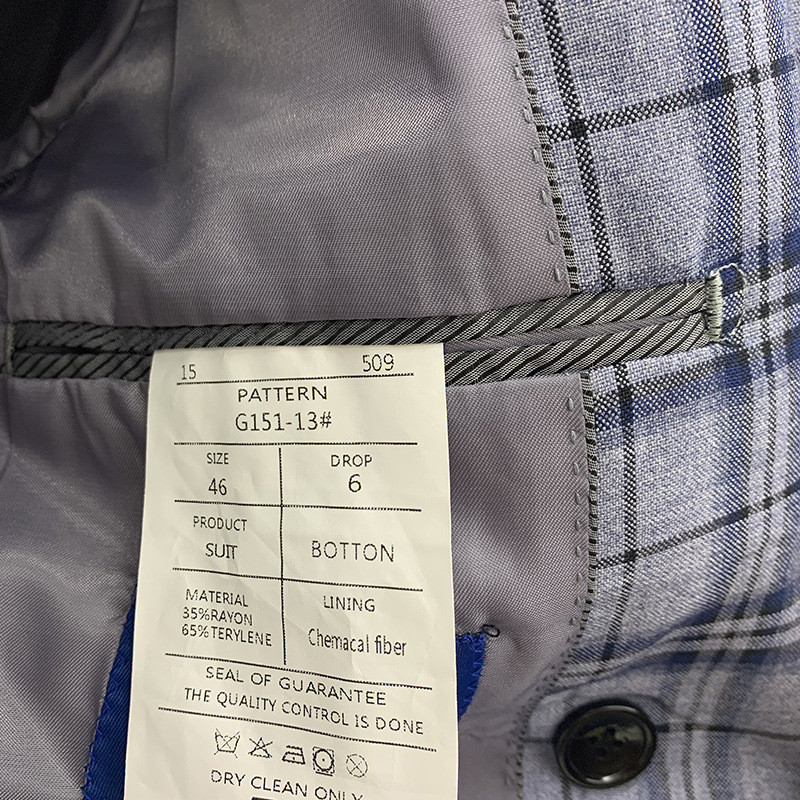 15 509
PATTERN
G151-13#
SIZE DROP
46 6
PRODUCT
SUIT BOTTON
MATERIAL LINING
35%RAYON
65%TERYLENE Chemacal fiber
SEAL OF GUARANTEE
THE QUALITY CONTROL IS DONE
DRY CLEAN ONLY